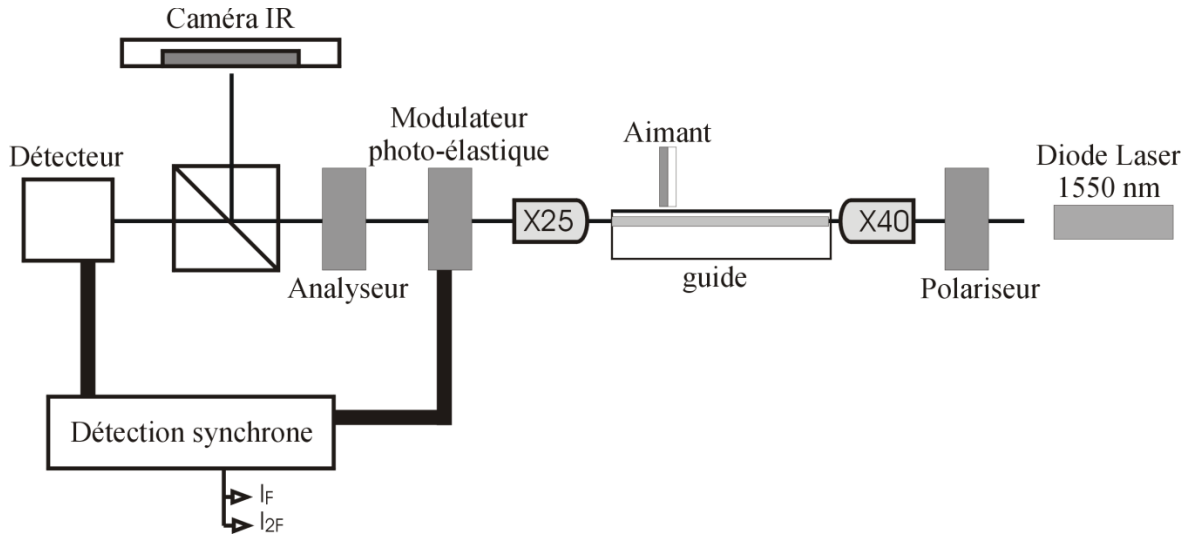 Caméra IR
Détecteur
Modulateur
photo-élastique
Aimant
Diode Laser
1550 nm
X25
X40
Analyseur
guide
Polariseur
Détection synchrone
IF
I2F